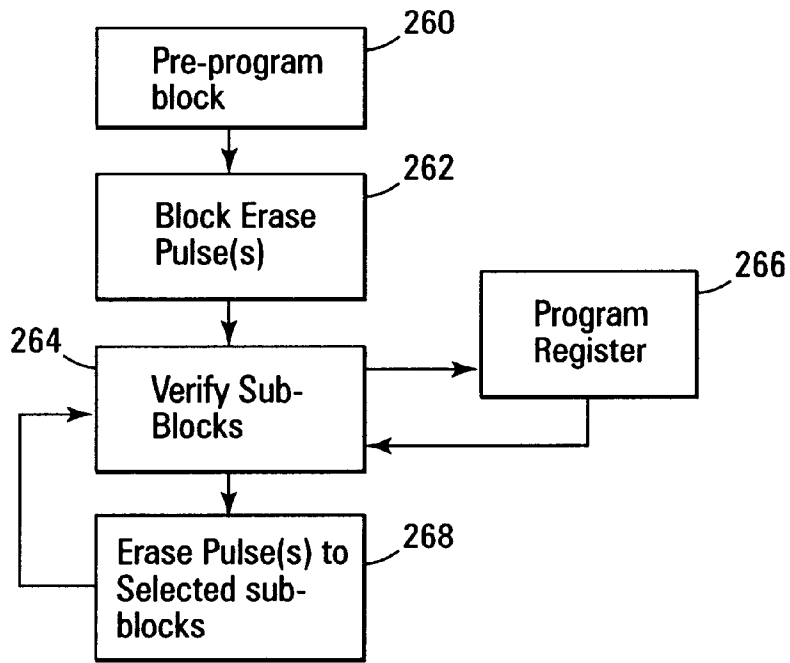 260
Pre-program
block
262
Block Erase
Pulse(s)
264
Verify Sub-
Blocks
266
Program
Register
268
Erase Pulse(s) to
Selected sub-
blocks